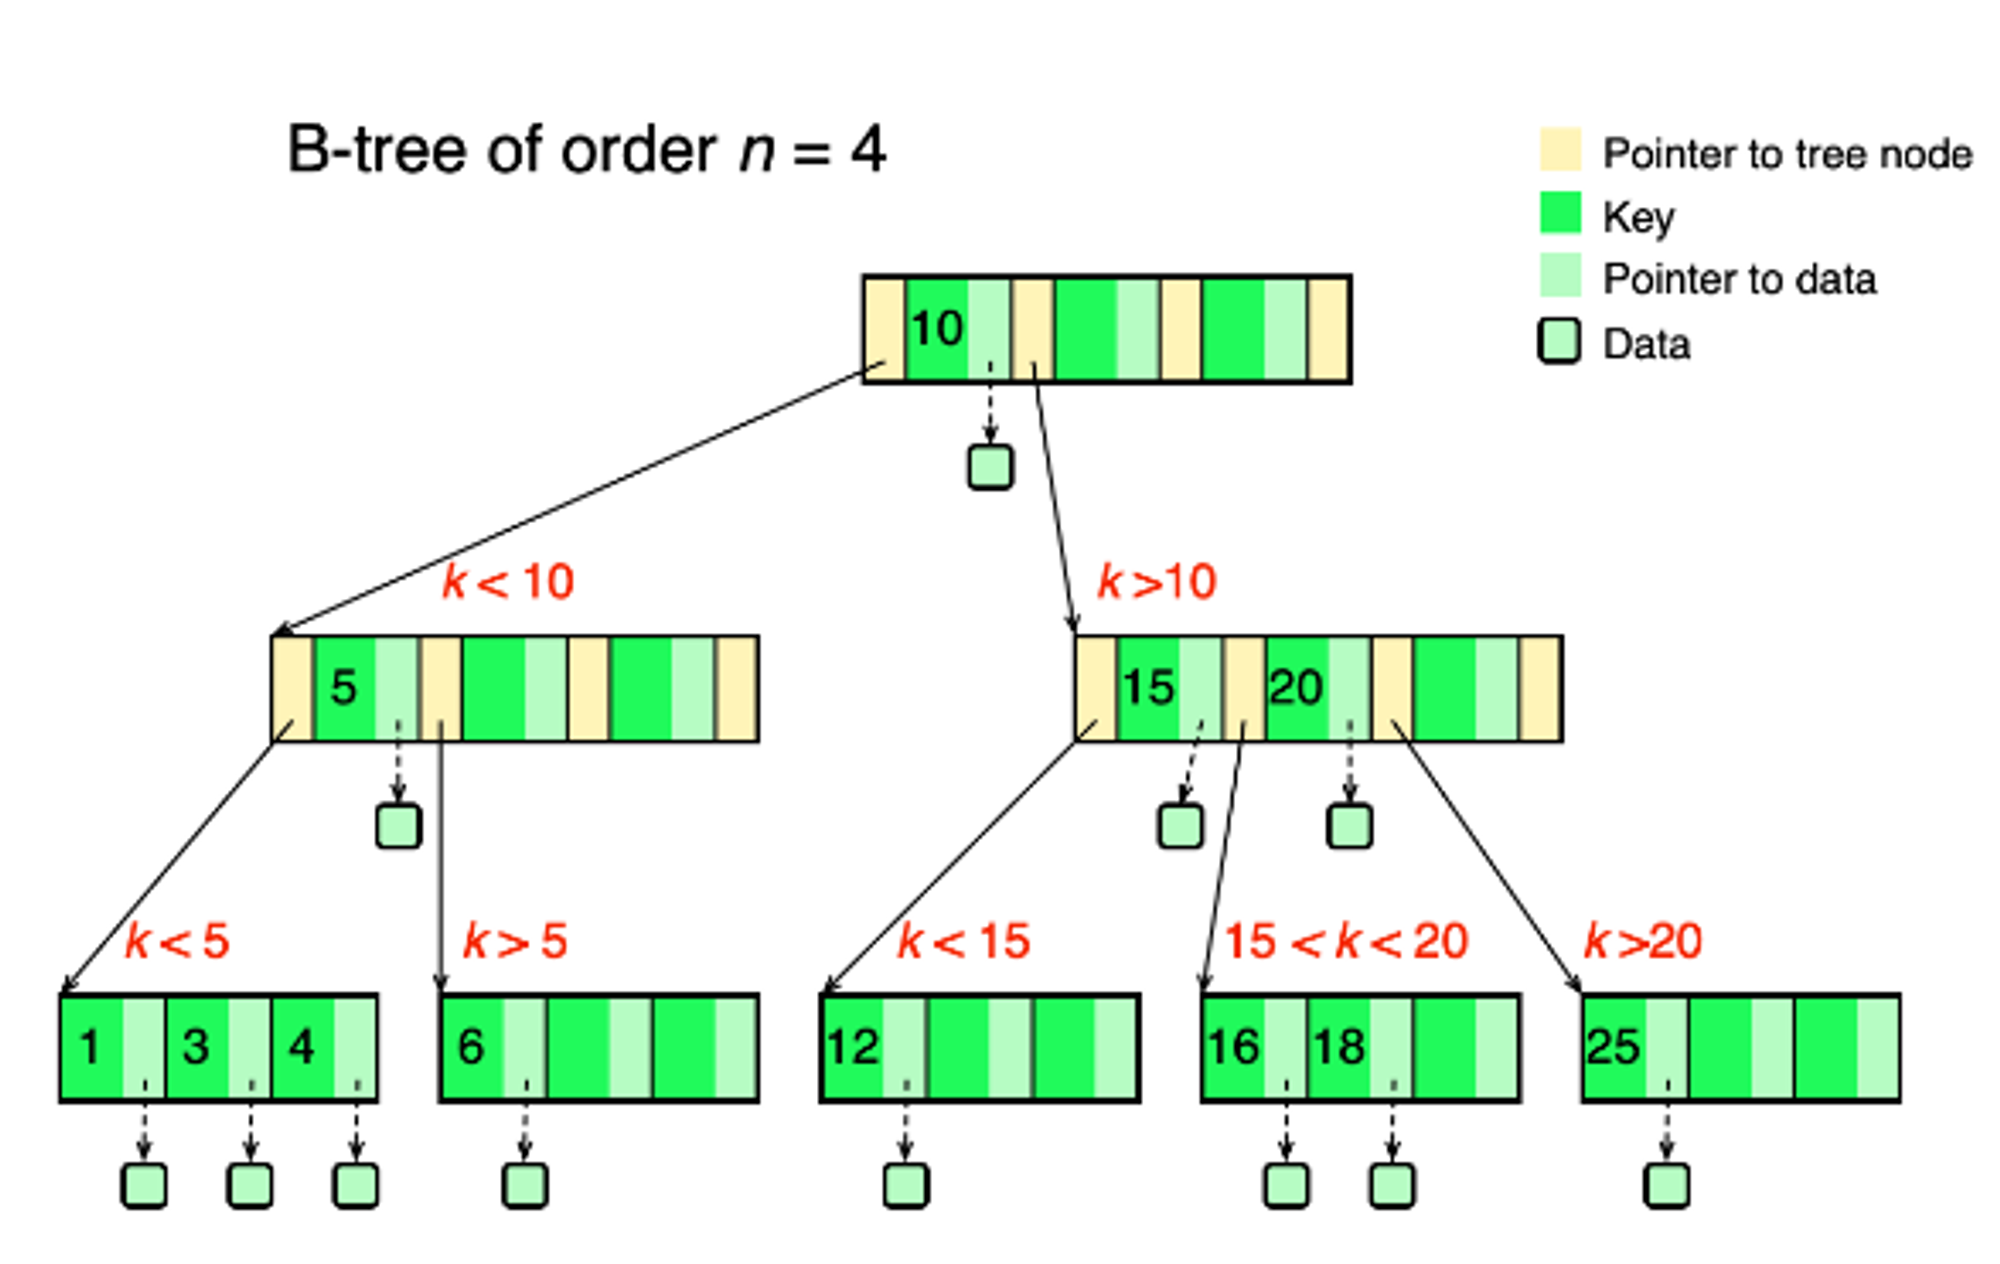 B-tree of order n = 4
Pointer to tree node
Key
Pointer to data
Data
10
k < 10
k >10
5
15 20
k < 5
k > 5
k < 15
15 < k < 20
k >20
1 3 4
6
12
16 18
25